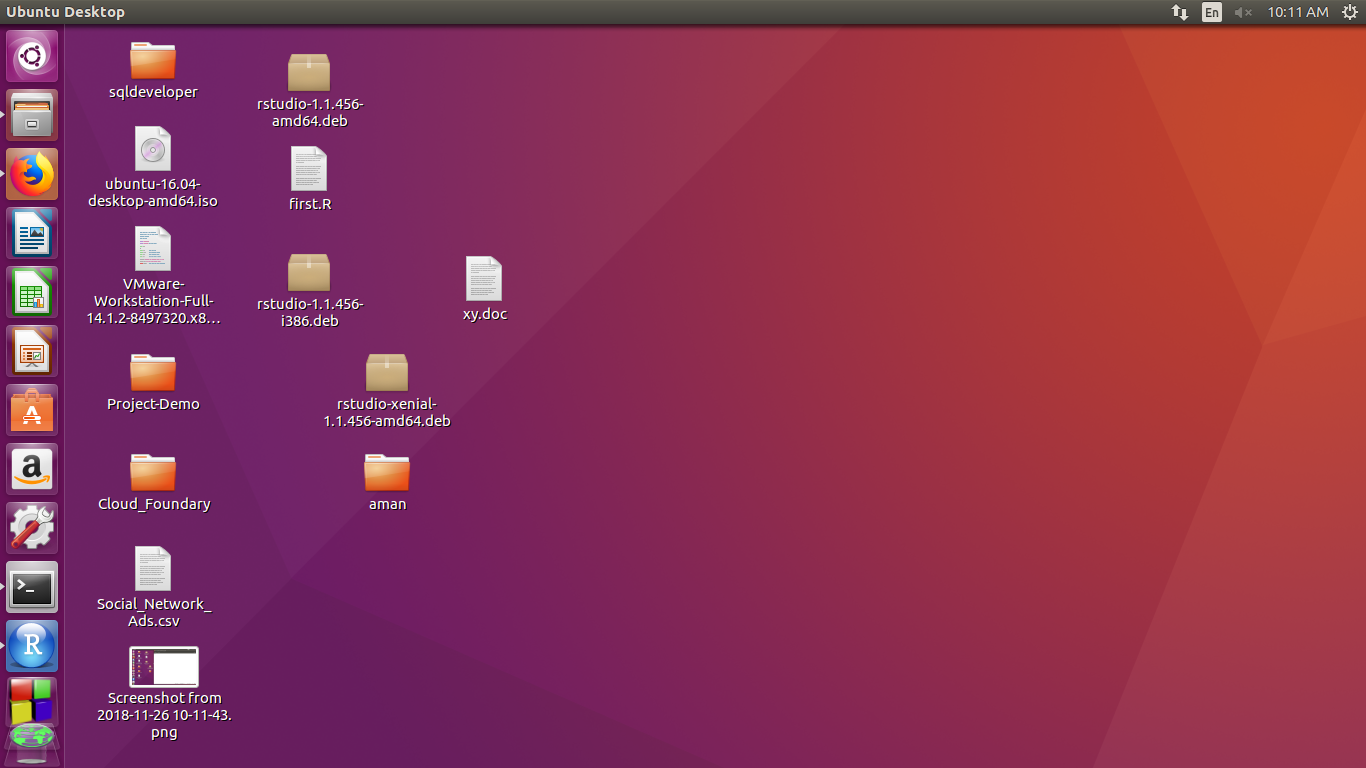 Ubuntu Desktop
En
10:11 AM
sqldeveloper
rstudio-1.1.456-
amd64.deb
ubuntu-16.04-
desktop-amd64.iso
first.R
VMware-
Workstation-Full-
14.1.2-8497320.x8…
rstudio-1.1.456-
i386.deb
xy.doc
Project-Demo
rstudio-xenial-
1.1.456-amd64.deb
Cloud_Foundary
aman
Social_Network_
Ads.csv
Screenshot from
2018-11-26 10-11-43.
png
A
a
>_
R